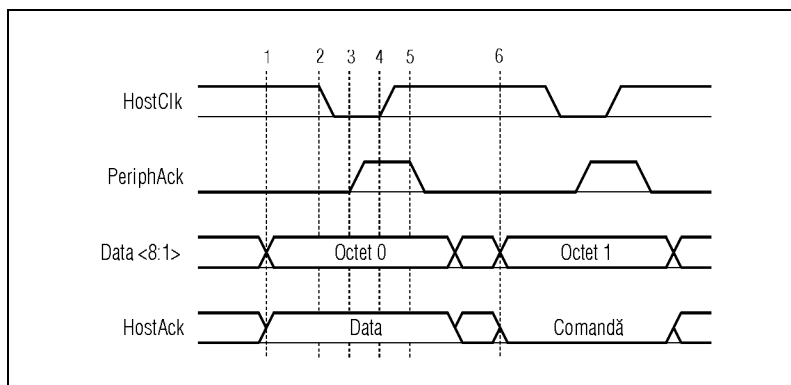 1 2 3 4 5 6
HostClk
PeriphAck
Data <8:1> Octet 0 Octet 1
HostAck Data Comandă